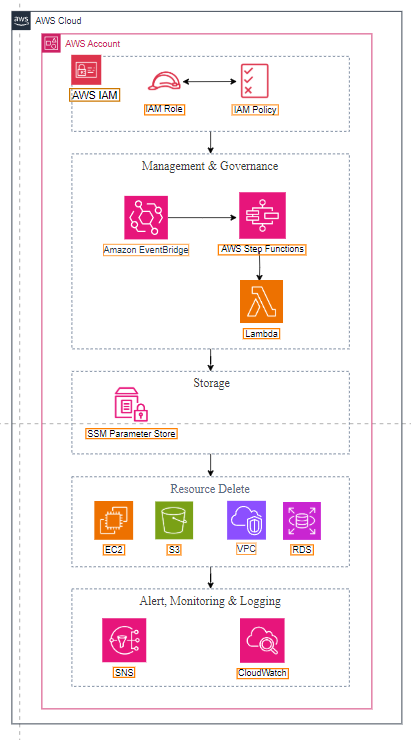 aws
AWS Cloud
AWS Account
AWS IAM
IAM Role
IAM Policy
Management & Governance
Amazon EventBridge
AWS Step Functions
Lambda
Storage
SSM Parameter Store
Resource Delete
EC2
S3
VPC
RDS
Alert, Monitoring & Logging
SNS
CloudWatch